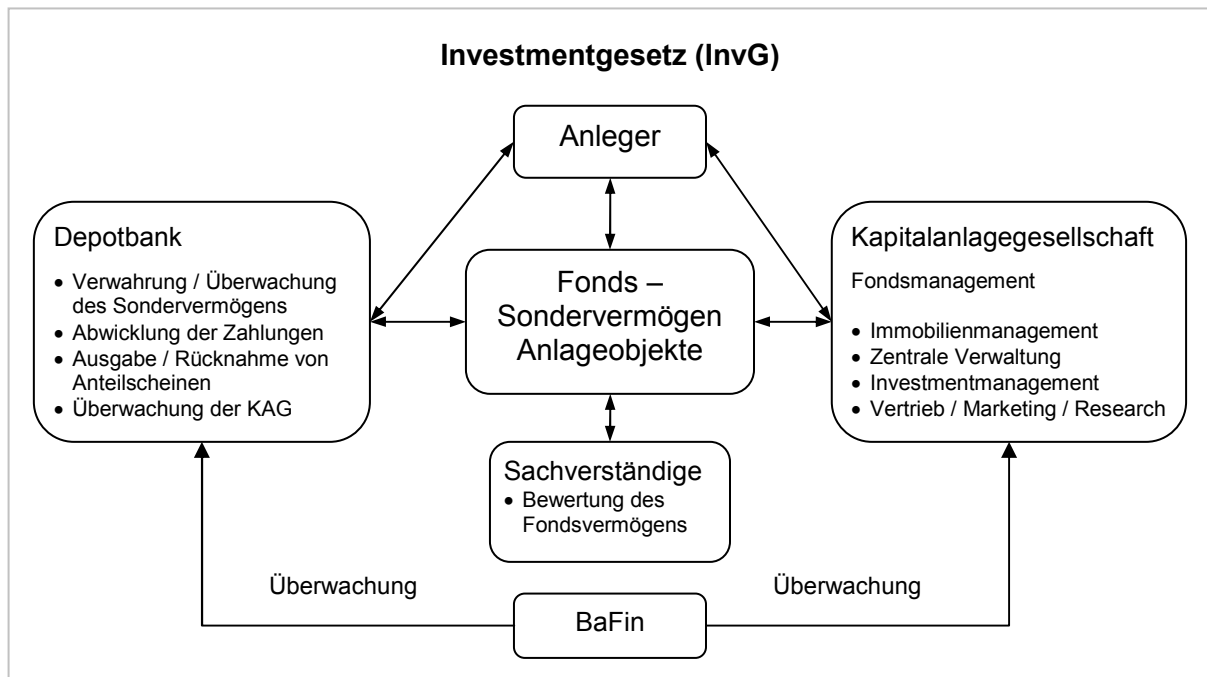 Investmentgesetz (InvG)
Anleger
Depotbank
• Verwahrung / Überwachung
des Sondervermögens
• Abwicklung der Zahlungen
• Ausgabe / Rücknahme von
Anteilscheinen
• Überwachung der KAG
Fonds –
Sondervermögen
Anlageobjekte
Kapitalanlagegesellschaft
Fondsmanagement
• Immobilienmanagement
• Zentrale Verwaltung
• Investmentmanagement
• Vertrieb / Marketing / Research
Sachverständige
• Bewertung des
Fondsvermögens
Überwachung
Überwachung
BaFin